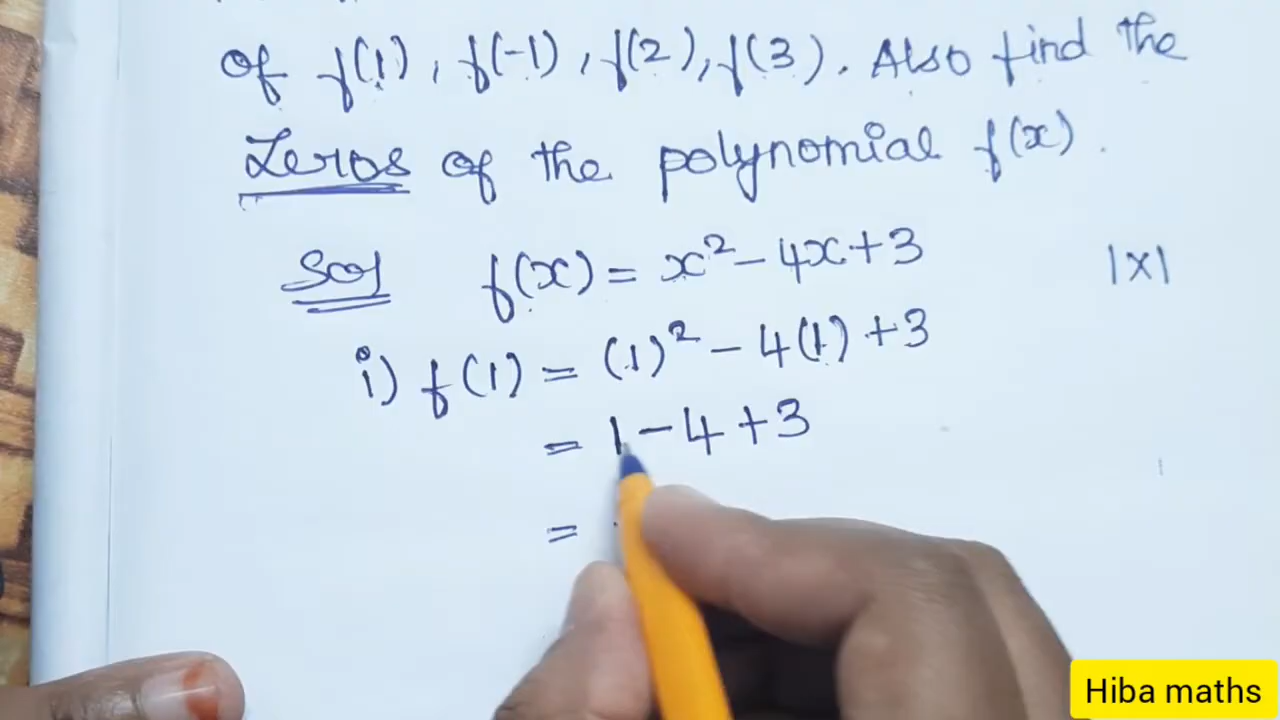 of f(1), f(-1), f(2), f(3). Also find the
Zeros of the polynomial f(x).
Sol f(x) = x² - 4x + 3 1x1
i) f(1) = (1)² - 4(1) + 3
= 1 - 4 + 3
=
Hiba maths